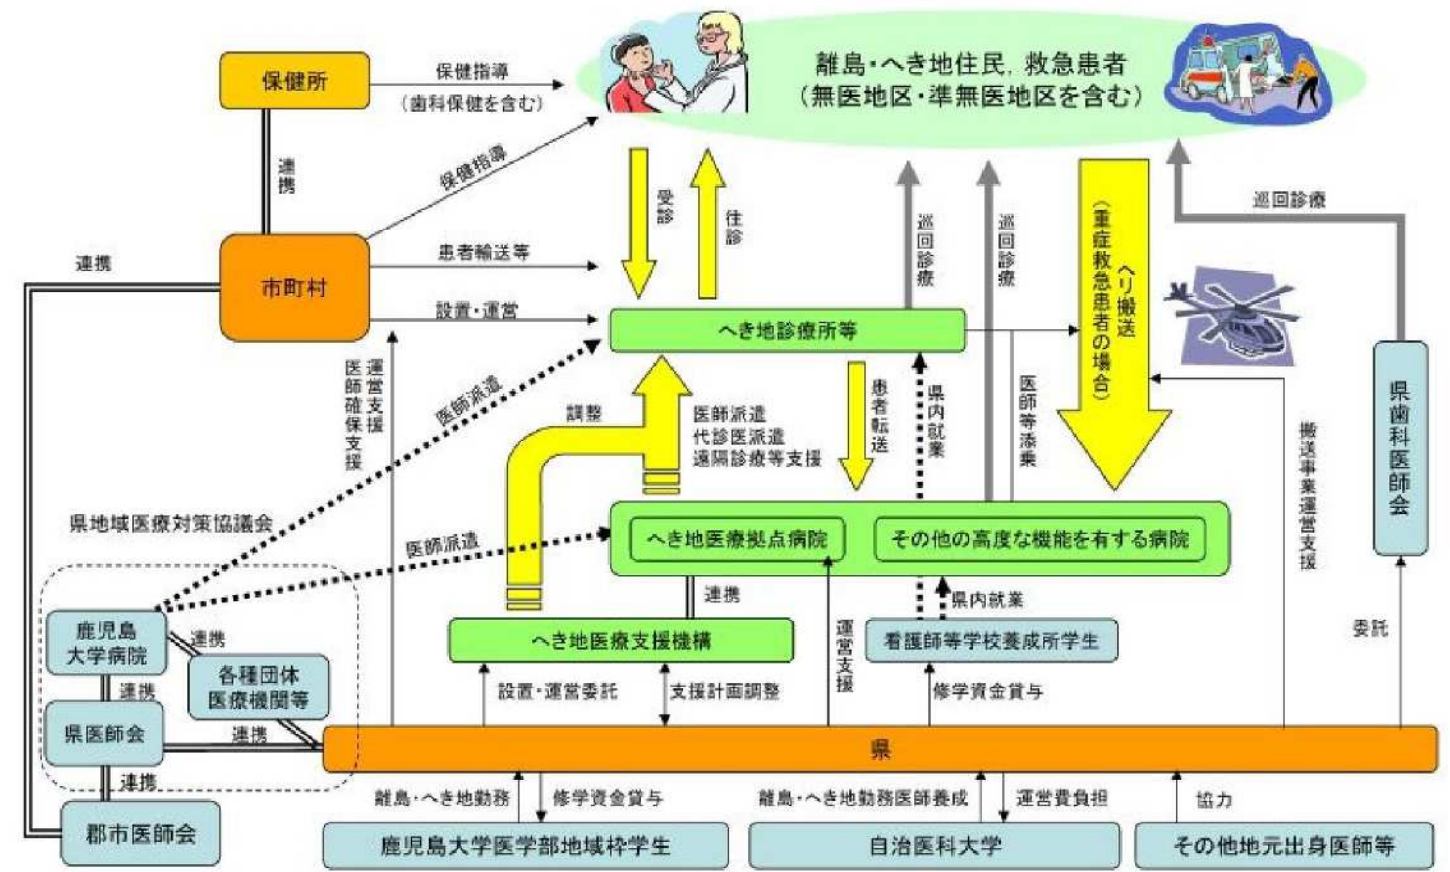 保健所
保健指導
（歯科保健を含む）
離島・へき地住民，救急患者
（無医地区・準無医地区を含む）
連携
保健指導
受診
往診
巡回診療
巡回診療
ヘリ搬送
（重症救急患者の場合）
巡回診療
連携
市町村
患者輸送等
設置・運営
へき地診療所等
運営支援
医師確保支援
医師派遣
調整
医師派遣
代診医派遣
遠隔診療等支援
患者転送
県内就業
医師等添乗
搬送事業運営支援
県歯科医師会
県地域医療対策協議会
医師派遣
へき地医療拠点病院
その他の高度な機能を有する病院
連携
県内就業
鹿児島
大学病院
連携
へき地医療支援機構
運営支援
看護師等学校養成所学生
委託
各種団体
医療機関等
連携
設置・運営委託
支援計画調整
修学資金貸与
県医師会
連携
県
連携
離島・へき地勤務
修学資金貸与
離島・へき地勤務医師養成
運営費負担
協力
郡市医師会
鹿児島大学医学部地域枠学生
自治医科大学
その他地元出身医師等